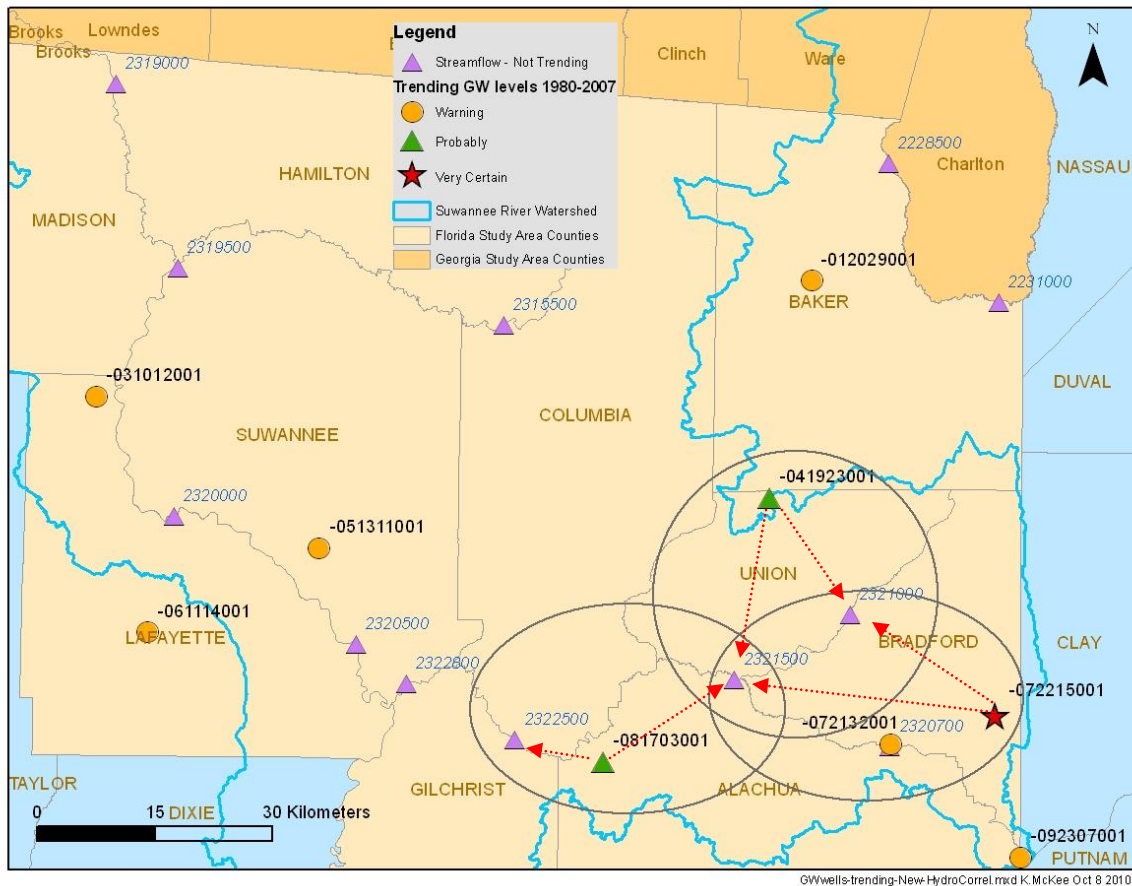 Brooks
Lowndes
Brooks
Clinch
Ware
Charlton
NASSAU
N
Legend
Streamflow - Not Trending
Trending GW levels 1980-2007
Warning
Probably
Very Certain
Suwannee River Watershed
Florida Study Area Counties
Georgia Study Area Counties
2319000
HAMILTON
2228500
MADISON
2319500
2315500
-012029001
BAKER
2231000
-031012001
DUVAL
COLUMBIA
SUWANNEE
-041923001
2320000
-051311001
UNION
2321000
-061114001
LAFAYETTE
BRADFORD
CLAY
2320500
2321500
2322800
-072215001
-072132001
2320700
2322500
-081703001
TAYLOR
GILCHRIST
ALACHUA
0 15 30 Kilometers
DIXIE
-092307001
PUTNAM
GWwells-trending-New-HydroCorrel.mxd K.McKee Oct 8 2010